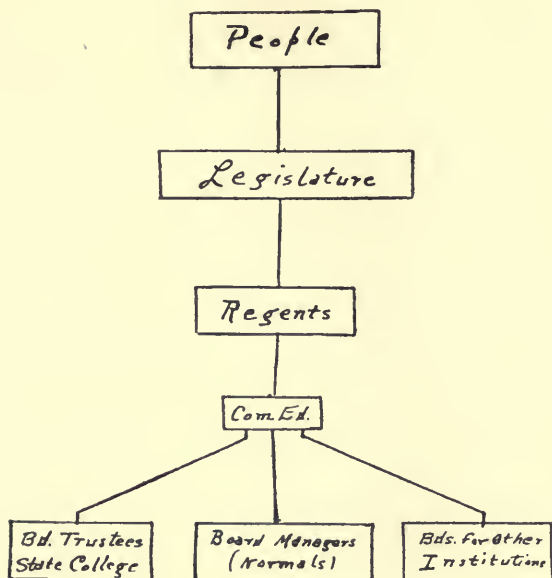 People
Legislature
Regents
Com. Ed.
Bd. Trustees
State College
Board Managers
(Normals)
Bds. For Other
Institutions